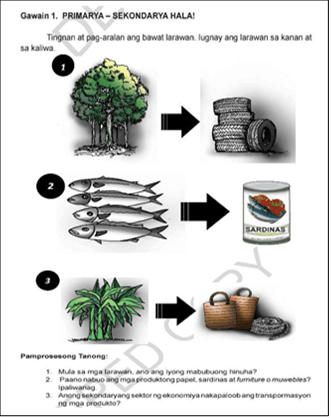 Gawain 1. PRIMARYA – SEKONDARYA HALA!
Tingnan at pag-aralan ang bawat larawan. Iugnay ang larawan sa kanan at
sa kaliwa.
1
2
SARDINAS
3
Pamprosesong Tanong:
1. Mula sa mga larawan, ano ang iyong mabubuong hinuha?
2. Paano nabuo ang mga produktong papel, sardinas at furniture o muwebles?
Ipaliwanag.
3. Anong sekondaryang sektor ng ekonomiya nakapaloob ang transpormasyon
ng mga produkto?